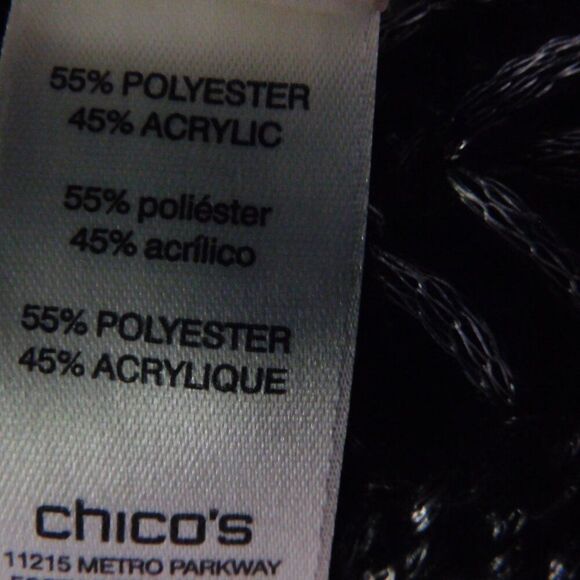 55% POLYESTER
45% ACRYLIC
55% poliéster
45% acrílico
55% POLYESTER
45% ACRYLIQUE
chico's
11215 METRO PARKWAY